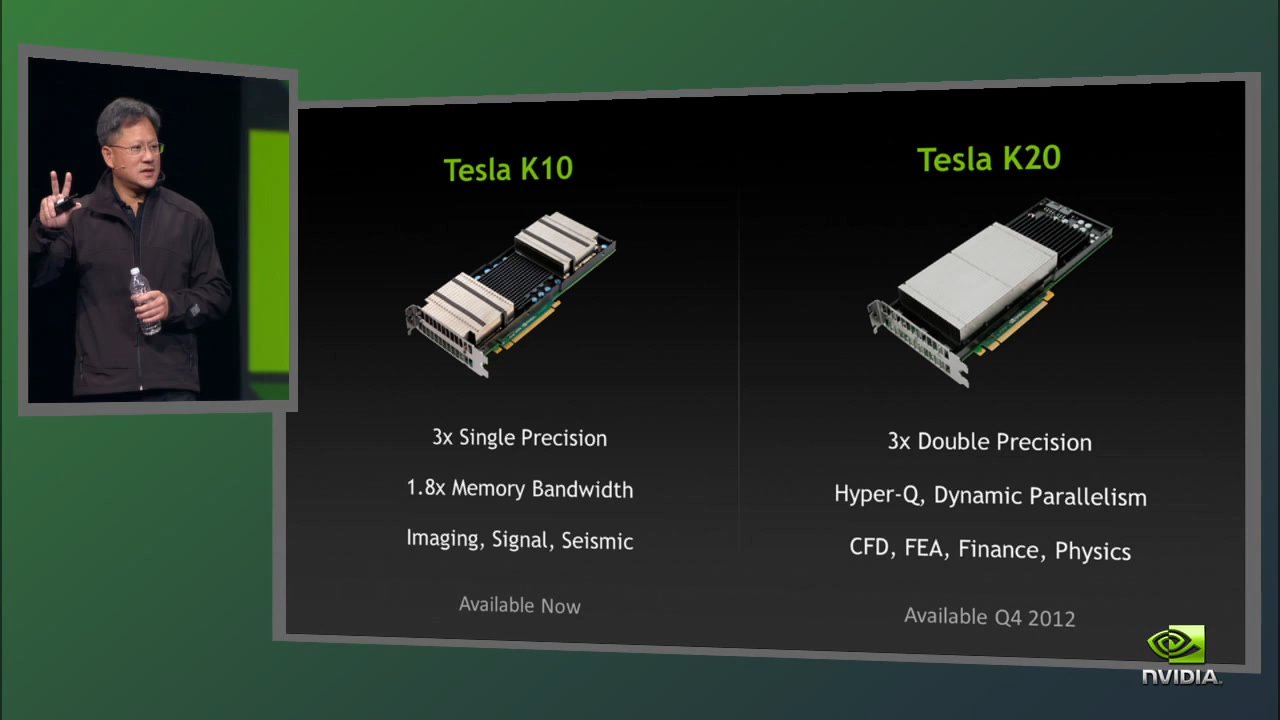 Tesla K10
3x Single Precision
1.8x Memory Bandwidth
Imaging, Signal, Seismic
Available Now
Tesla K20
3x Double Precision
Hyper-Q, Dynamic Parallelism
CFD, FEA, Finance, Physics
Available Q4 2012
NVIDIA.